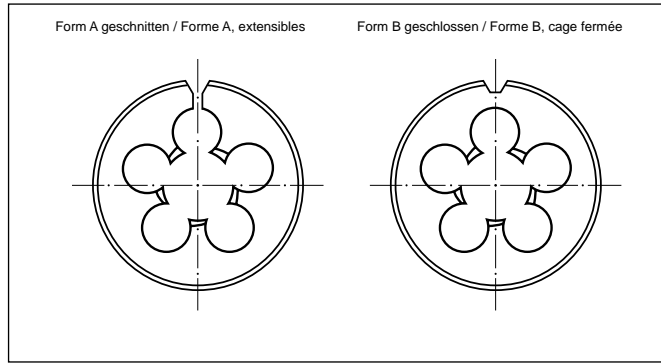 Form A geschnitten / Forme A, extensibles
Form B geschlossen / Forme B, cage fermée